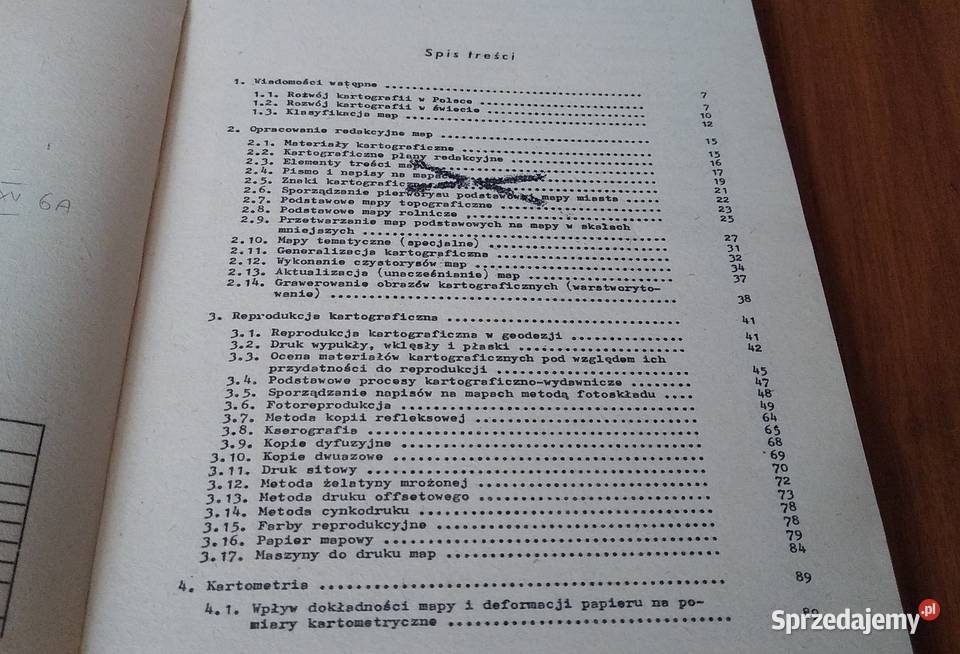 Spis treści
1. Wiadomości wstępne ........ 7
1.1. Rozwój kartografii w Polsce ........ 7
1.2. Rozwój kartografii w świecie ........ 10
1.3. Klasyfikacja map ........ 12
2. Opracowanie redakcyjne map ........ 15
2.1. Materiały kartograficzne ........ 15
2.2. Kartograficzne plany redakcyjne ........ 16
2.3. Elementy treści map ........ 17
2.4. Pismo i napisy na mapach ........ 19
2.5. Znaki kartograficzne ........ 21
2.6. Sporządzanie pierworysu podstawowej mapy miasta ..... 22
2.7. Podstawowe mapy topograficzne ........ 23
2.8. Podstawowe mapy rolnicze ........ 25
2.9. Przetwarzanie map podstawowych na mapy w skalach
mniejszych ........ 27
2.10. Mapy tematyczne (specjalne) ........ 31
2.11. Generalizacja kartograficzna ........ 32
2.12. Wykonanie czystorysów map ........ 34
2.13. Aktualizacja (unacześnianie) map ........ 37
2.14. Grawerowanie obrazów kartograficznych (warstworyto-
wanie) ........ 38
3. Reprodukcja kartograficzna ........ 41
3.1. Reprodukcja kartograficzna w geodezji ........ 41
3.2. Druk wypukły, wklęsły i płaski ........ 42
3.3. Ocena materiałów kartograficznych pod względem ich
przydatności do reprodukcji ........ 45
3.4. Podstawowe procesy kartograficzno-wydawnicze ........ 47
3.5. Sporządzanie napisów na mapach metodą fotoskładu .... 48
3.6. Fotoreprodukcja ........ 49
3.7. Metoda kopii refleksowej ........ 64
3.8. Kserografia ........ 65
3.9. Kopie dyfuzyjne ........ 68
3.10. Kopie dwuazowe ........ 69
3.11. Druk sitowy ........ 70
3.12. Metoda żelatyny mrożonej ........ 72
3.13. Metoda druku offsetowego ........ 73
3.14. Metoda cynkodruku ........ 78
3.15. Farby reprodukcyjne ........ 78
3.16. Papier mapowy ........ 79
3.17. Maszyny do druku map ........ 84
4. Kartometria ........ 89
4.1. Wpływ dokładności mapy i deformacji papieru na po-
miary kartometryczne ........ 89
XV 6A
Sprzedajemy.pl